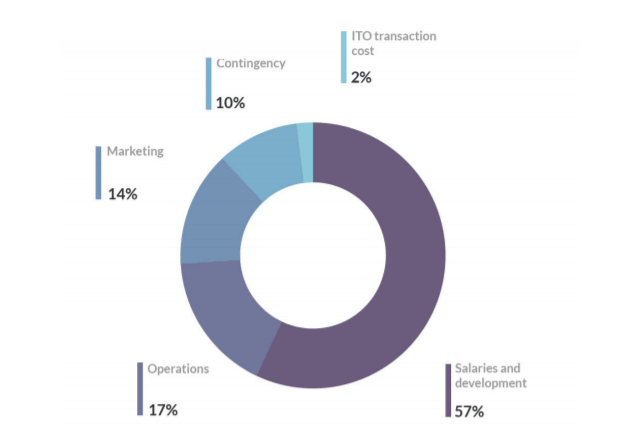 ITO transaction
cost
2%
Contingency
10%
Marketing
14%
Operations
17%
Salaries and
development
57%